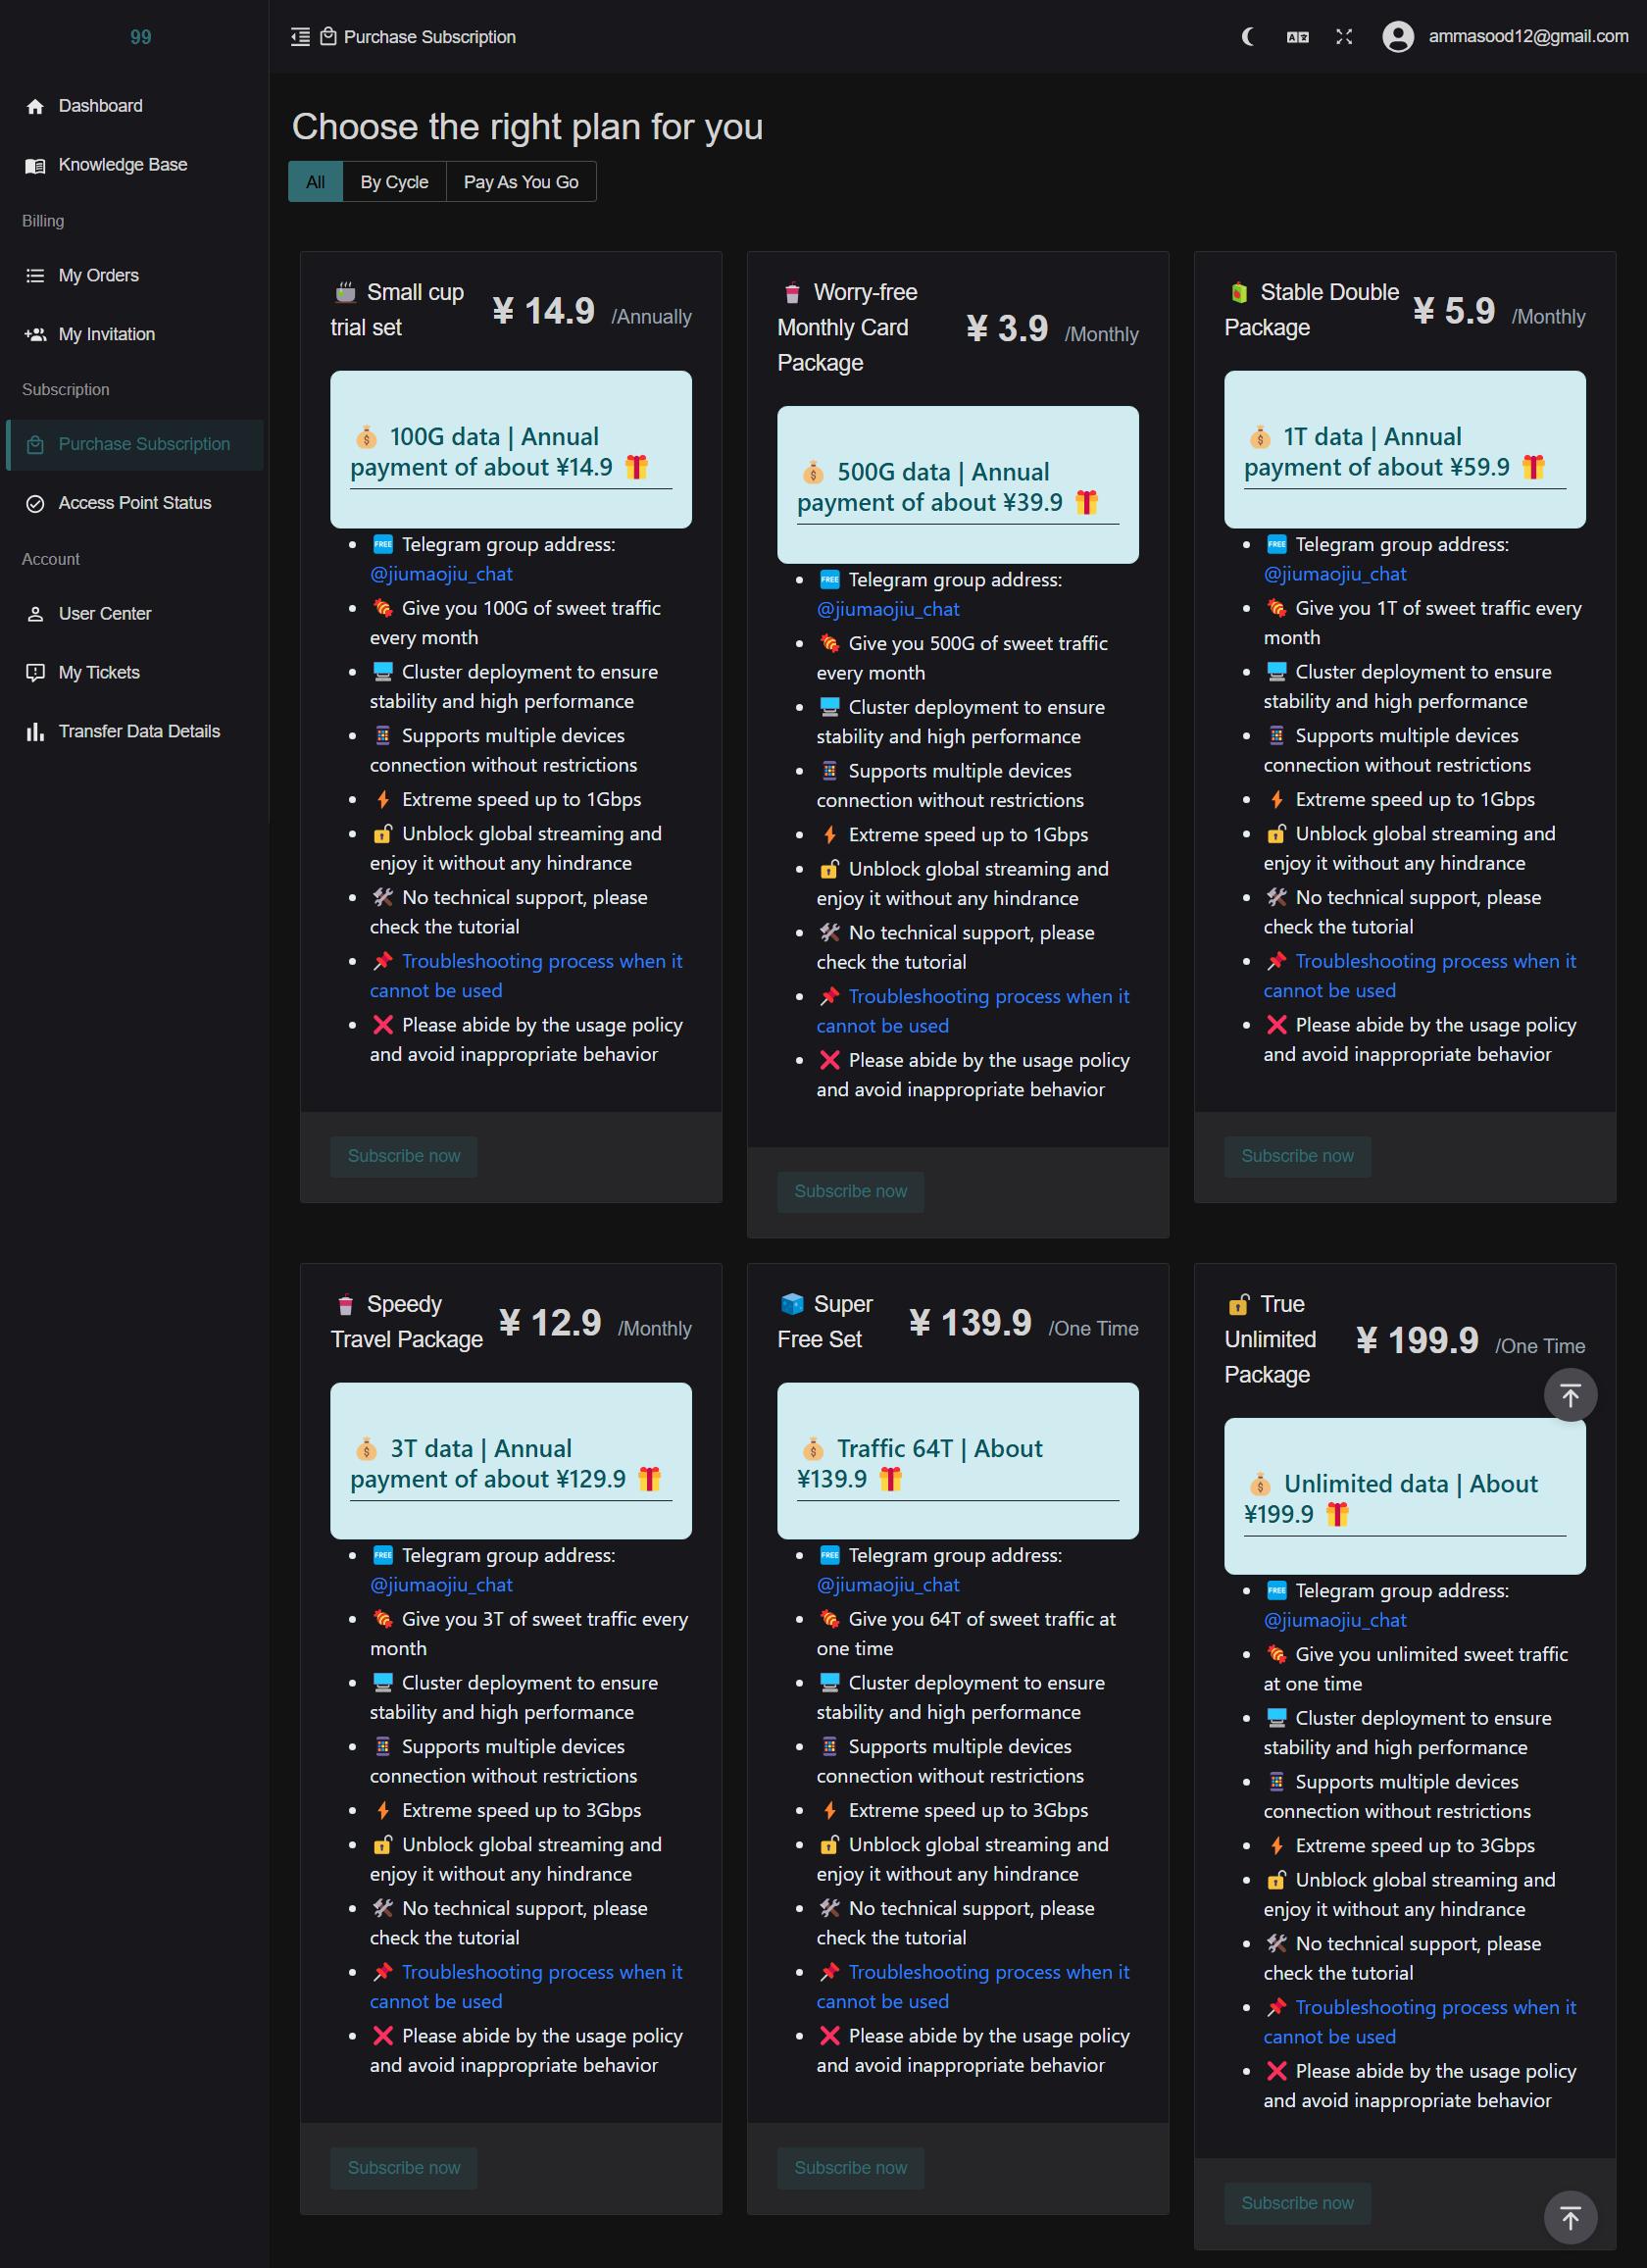 99
Purchase Subscription
ammasood12@gmail.com
Dashboard
Knowledge Base
Billing
My Orders
My Invitation
Subscription
Purchase Subscription
Access Point Status
Account
User Center
My Tickets
Transfer Data Details
Choose the right plan for you
All
By Cycle
Pay As You Go
Small cup
trial set
¥ 14.9 /Annually
100G data | Annual
payment of about ¥14.9
Telegram group address:
@jiumaojiu_chat
Give you 100G of sweet traffic
every month
Cluster deployment to ensure
stability and high performance
Supports multiple devices
connection without restrictions
Extreme speed up to 1Gbps
Unblock global streaming and
enjoy it without any hindrance
No technical support, please
check the tutorial
Troubleshooting process when it
cannot be used
Please abide by the usage policy
and avoid inappropriate behavior
Subscribe now
Worry-free
Monthly Card
Package
¥ 3.9 /Monthly
500G data | Annual
payment of about ¥39.9
Telegram group address:
@jiumaojiu_chat
Give you 500G of sweet traffic
every month
Cluster deployment to ensure
stability and high performance
Supports multiple devices
connection without restrictions
Extreme speed up to 1Gbps
Unblock global streaming and
enjoy it without any hindrance
No technical support, please
check the tutorial
Troubleshooting process when it
cannot be used
Please abide by the usage policy
and avoid inappropriate behavior
Subscribe now
Stable Double
Package
¥ 5.9 /Monthly
1T data | Annual
payment of about ¥59.9
Telegram group address:
@jiumaojiu_chat
Give you 1T of sweet traffic every
month
Cluster deployment to ensure
stability and high performance
Supports multiple devices
connection without restrictions
Extreme speed up to 1Gbps
Unblock global streaming and
enjoy it without any hindrance
No technical support, please
check the tutorial
Troubleshooting process when it
cannot be used
Please abide by the usage policy
and avoid inappropriate behavior
Subscribe now
Speedy
Travel Package
¥ 12.9 /Monthly
3T data | Annual
payment of about ¥129.9
Telegram group address:
@jiumaojiu_chat
Give you 3T of sweet traffic every
month
Cluster deployment to ensure
stability and high performance
Supports multiple devices
connection without restrictions
Extreme speed up to 3Gbps
Unblock global streaming and
enjoy it without any hindrance
No technical support, please
check the tutorial
Troubleshooting process when it
cannot be used
Please abide by the usage policy
and avoid inappropriate behavior
Subscribe now
Super
Free Set
¥ 139.9 /One Time
Traffic 64T | About
¥139.9
Telegram group address:
@jiumaojiu_chat
Give you 64T of sweet traffic at
one time
Cluster deployment to ensure
stability and high performance
Supports multiple devices
connection without restrictions
Extreme speed up to 3Gbps
Unblock global streaming and
enjoy it without any hindrance
No technical support, please
check the tutorial
Troubleshooting process when it
cannot be used
Please abide by the usage policy
and avoid inappropriate behavior
Subscribe now
True
Unlimited
Package
¥ 199.9 /One Time
Unlimited data | About
¥199.9
Telegram group address:
@jiumaojiu_chat
Give you unlimited sweet traffic
at one time
Cluster deployment to ensure
stability and high performance
Supports multiple devices
connection without restrictions
Extreme speed up to 3Gbps
Unblock global streaming and
enjoy it without any hindrance
No technical support, please
check the tutorial
Troubleshooting process when it
cannot be used
Please abide by the usage policy
and avoid inappropriate behavior
Subscribe now